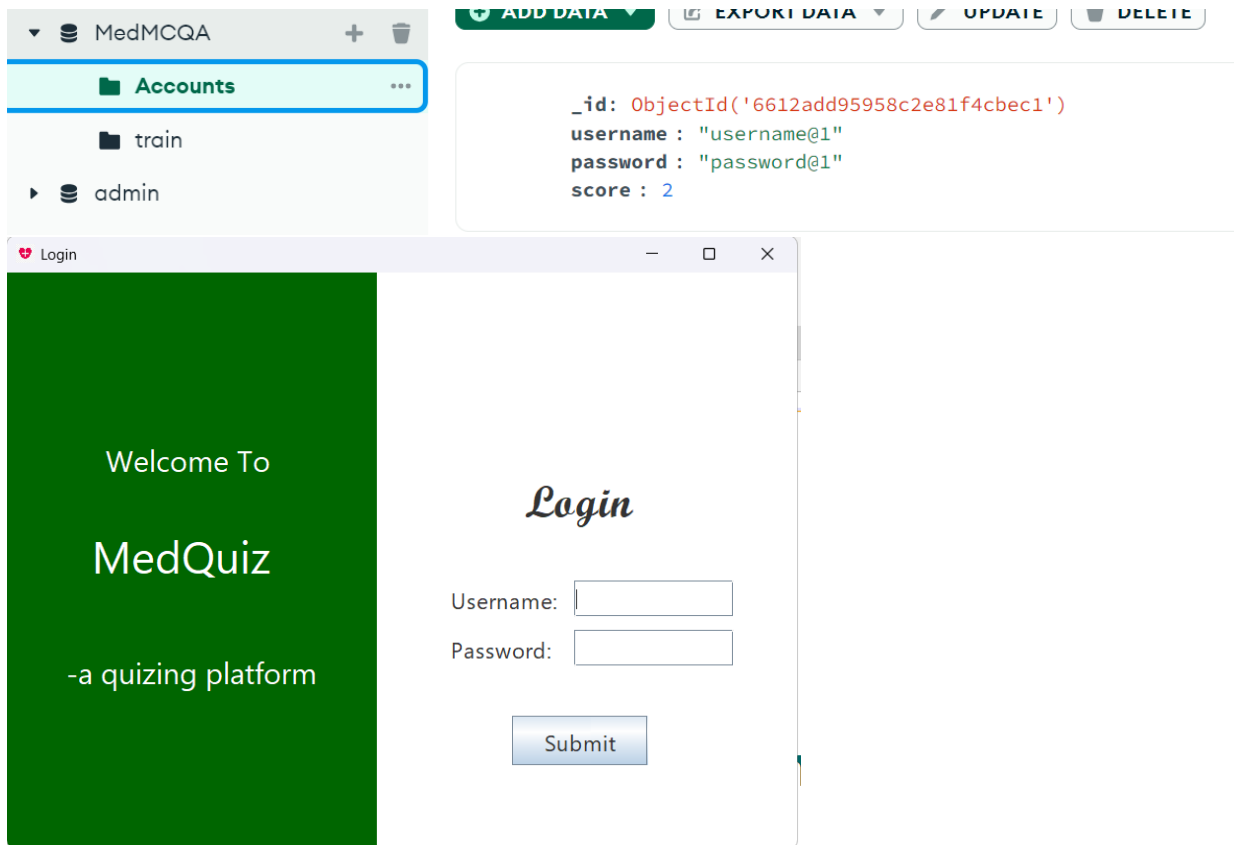 MedMCQA
Accounts
train
admin
ADD DATA
EXPORT DATA
UPDATE
DELETE
_id: ObjectId('6612add95958c2e81f4cbec1')
username : "username@1"
password : "password@1"
score : 2
Login
Welcome To
MedQuiz
-a quizing platform
Login
Username:
Password:
Submit